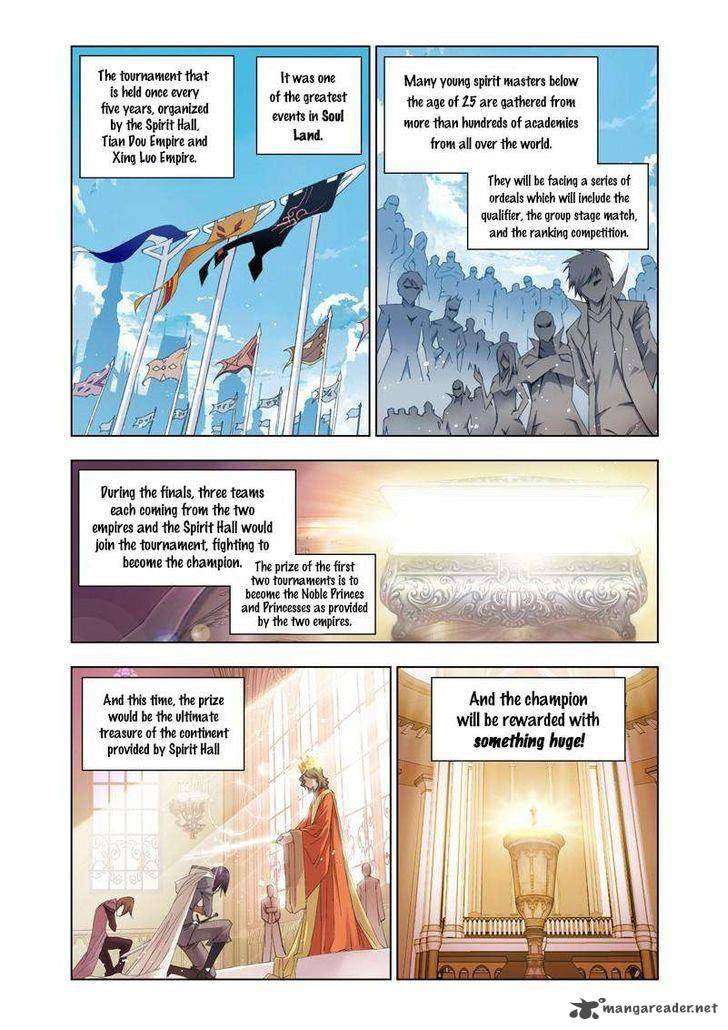 The tournament that
is held once every
five years, organized
by the Spirit Hall,
Tian Dou Empire and
Xing Luo Empire.
It was one
of the greatest
events in Soul
Land.
Many young spirit masters below
the age of 25 are gathered from
more than hundreds of academies
from all over the world.
They will be facing a series of
ordeals which will include the
qualifier, the group stage match,
and the ranking competition.
During the finals, three teams
each coming from the two
empires and the Spirit Hall would
join the tournament, fighting to
become the champion.
The prize of the first
two tournaments is to
become the Noble Princes
and Princesses as provided
by the two empires.
And this time, the prize
would be the ultimate
treasure of the continent
provided by Spirit Hall
And the champion
will be rewarded with
something huge!
mangareader.net